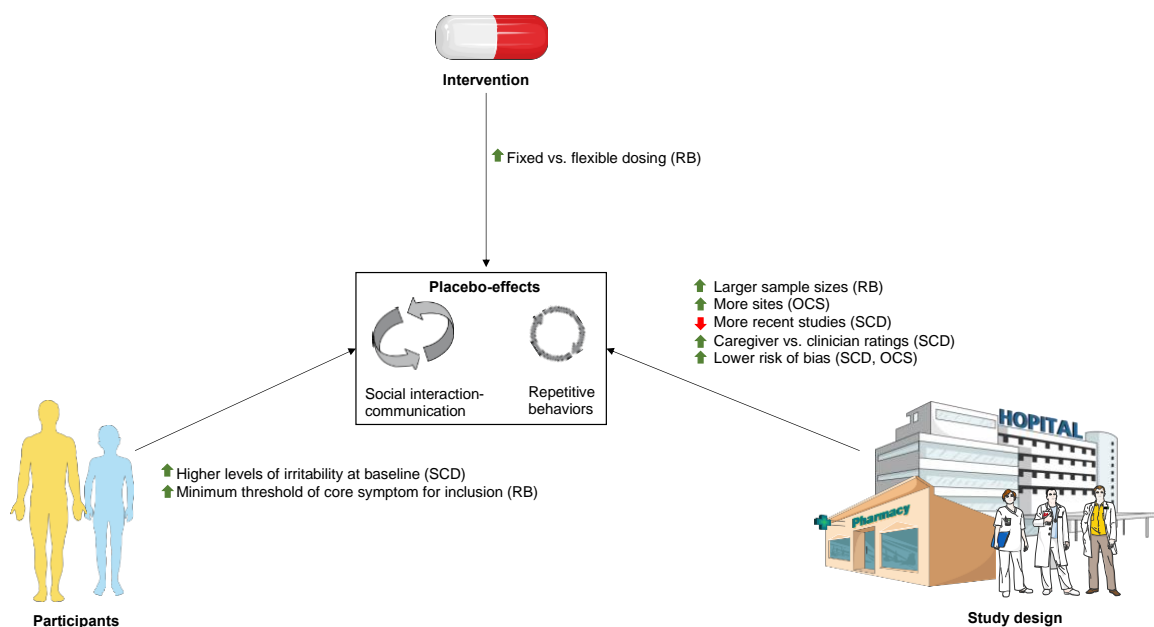 Intervention
Fixed vs. flexible dosing (RB)
Placebo-effects
Social interaction-
communication
Repetitive
behaviors
Larger sample sizes (RB)
More sites (OCS)
More recent studies (SCD)
Caregiver vs. clinician ratings (SCD)
Lower risk of bias (SCD, OCS)
Higher levels of irritability at baseline (SCD)
Minimum threshold of core symptom for inclusion (RB)
HOPITAL
Pharmacy
Participants
Study design